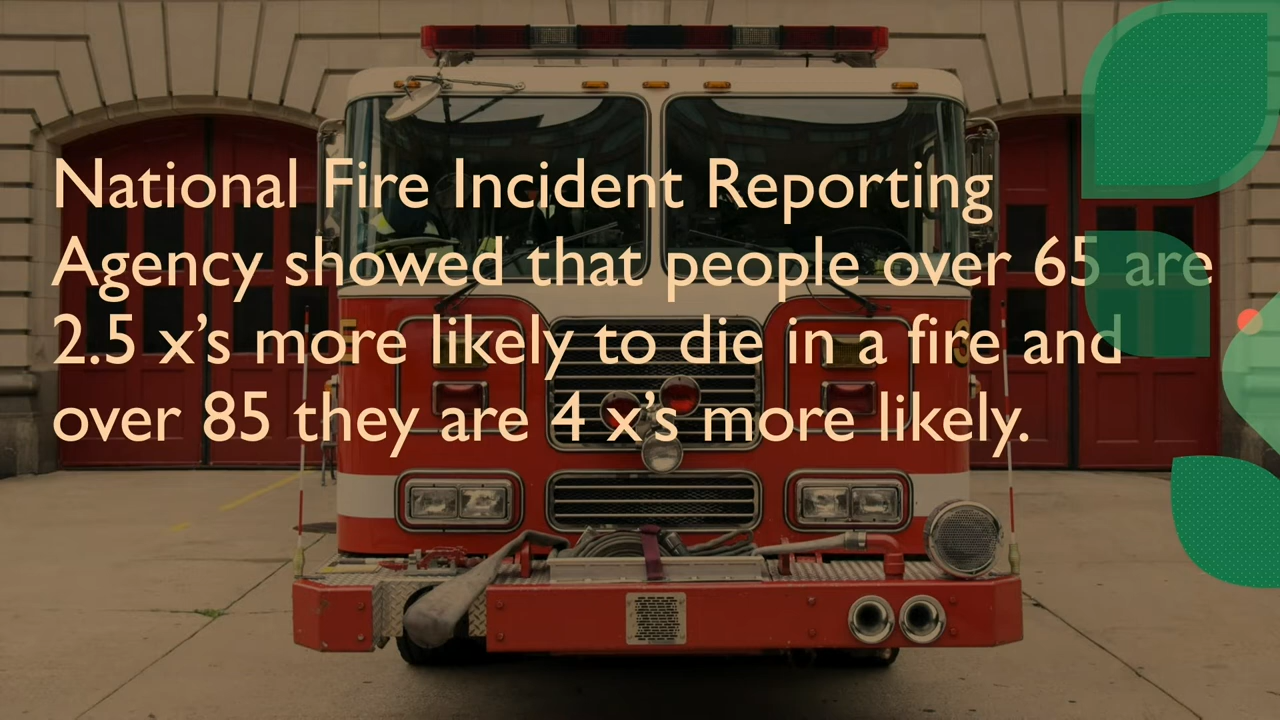 National Fire Incident Reporting
Agency showed that people over 65 are
2.5 x’s more likely to die in a fire and
over 85 they are 4 x’s more likely.